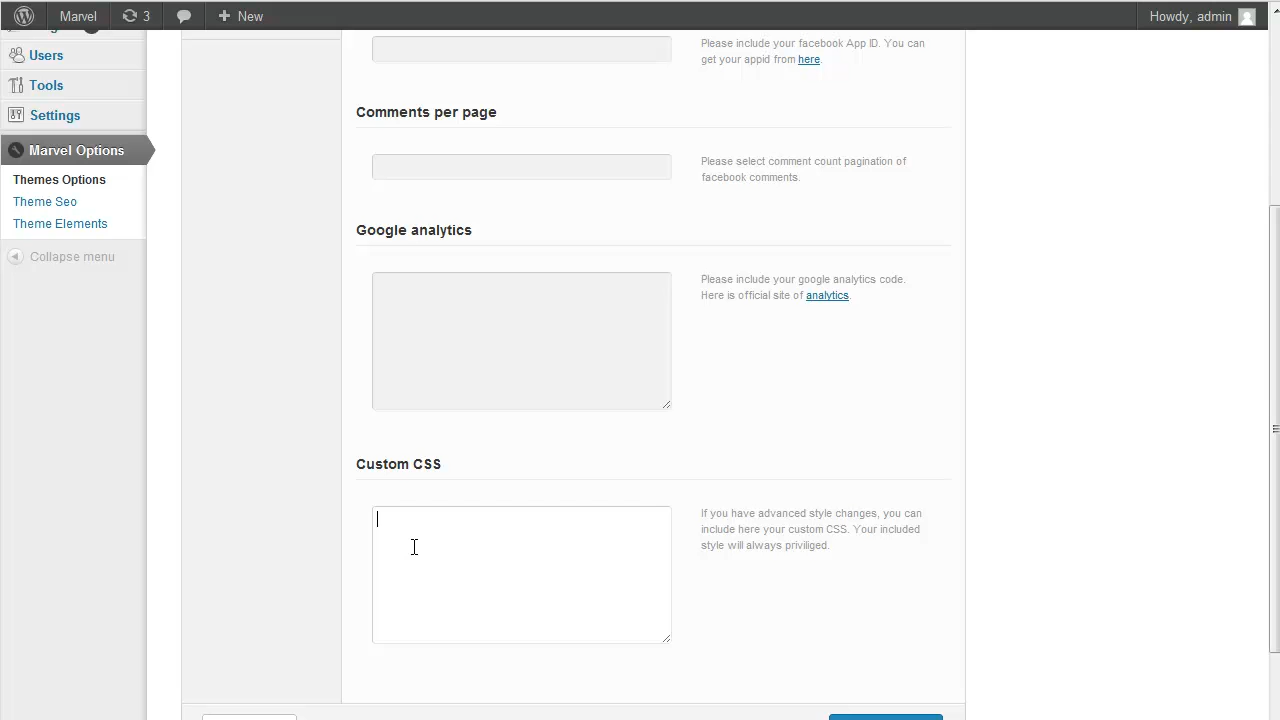 Marvel 3 New Howdy, admin
Users
Tools
Settings
Marvel Options
Themes Options
Theme Seo
Theme Elements
Collapse menu
Please include your facebook App ID. You can
get your appid from here.
Comments per page
Please select comment count pagination of
facebook comments.
Google analytics
Please include your google analytics code.
Here is official site of analytics.
Custom CSS
If you have advanced style changes, you can
include here your custom CSS. Your included
style will always priviliged.